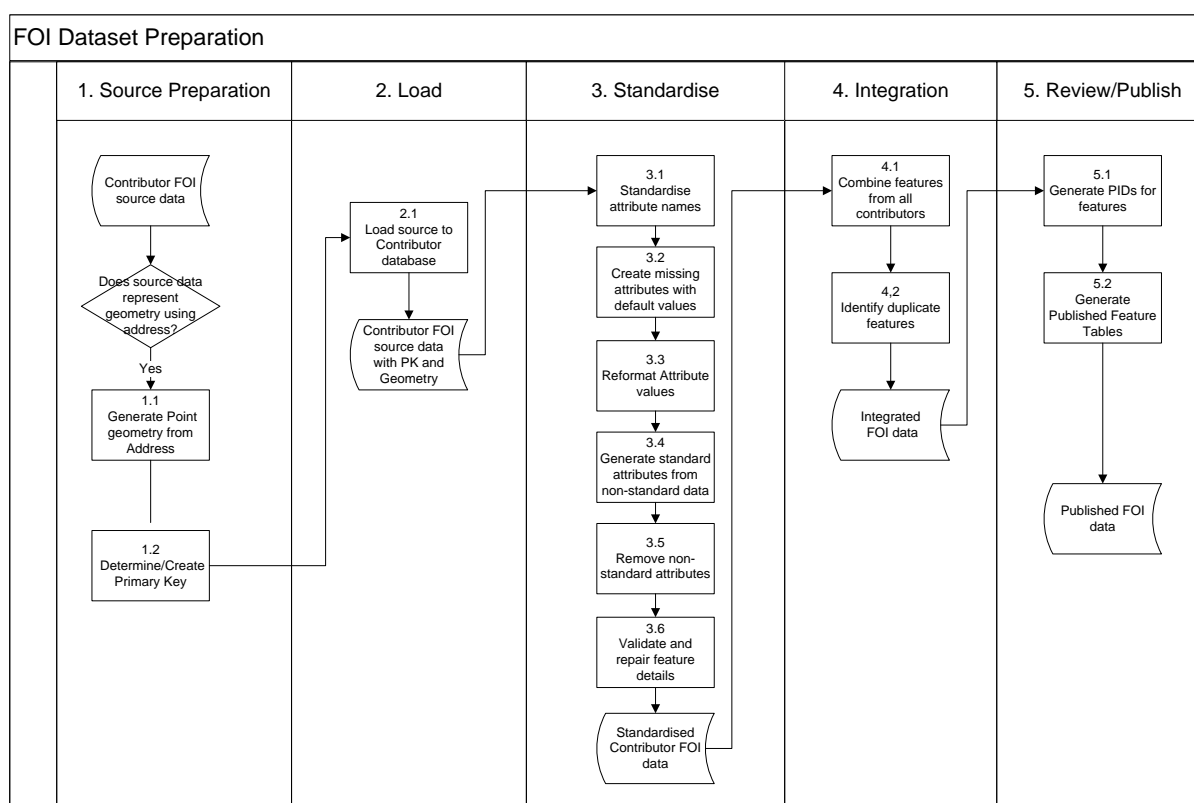 FOI Dataset Preparation
1. Source Preparation
2. Load
3. Standardise
4. Integration
5. Review/Publish
Contributor FOI
source data
Does source data
represent
geometry using
address?
Yes
1.1
Generate Point
geometry from
Address
1.2
Determine/Create
Primary Key
2.1
Load source to
Contributor
database
Contributor FOI
source data
with PK and
Geometry
3.1
Standardise
attribute names
3.2
Create missing
attributes with
default values
3.3
Reformat Attribute
values
3.4
Generate standard
attributes from
non-standard data
3.5
Remove non-
standard attributes
3.6
Validate and
repair feature
details
Standardised
Contributor FOI
data
4.1
Combine features
from all
contributors
4,2
Identify duplicate
features
Integrated
FOI data
5.1
Generate PIDs for
features
5.2
Generate
Published Feature
Tables
Published FOI
data